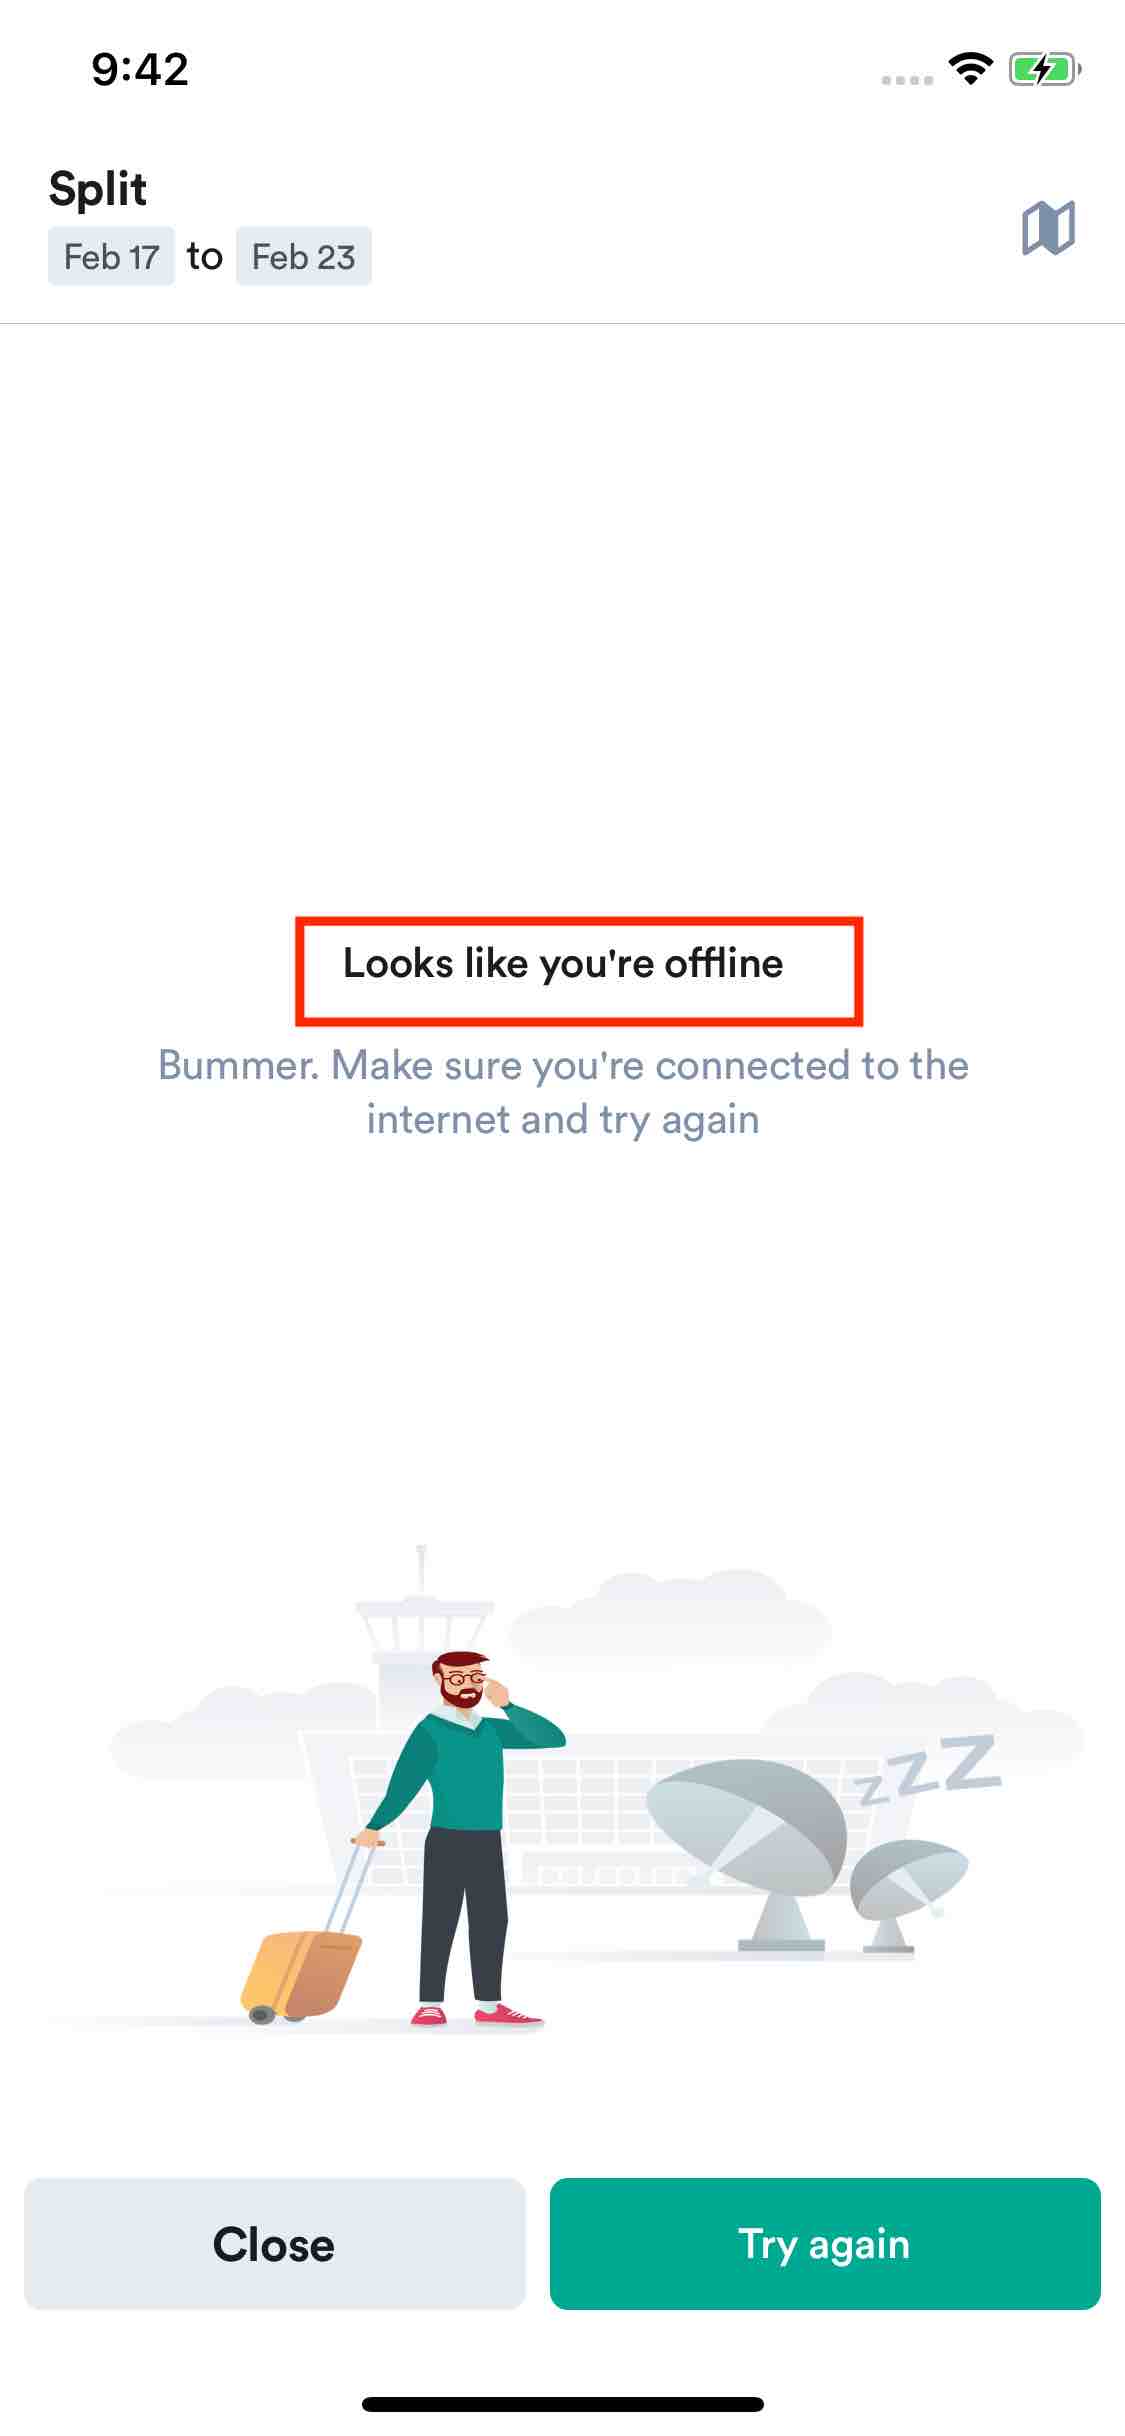 9:42
Split
Feb 17 to Feb 23
Looks like you're offline
Bummer. Make sure you're connected to the
internet and try again
zzZ
Close
Try again